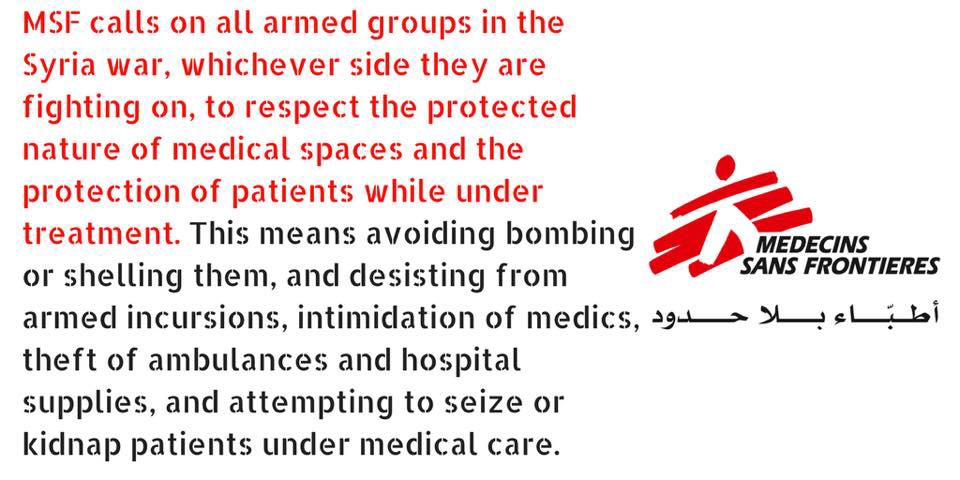 MSF calls on all armed groups in the
Syria war, whichever side they are
fighting on, to respect the protected
nature of medical spaces and the
protection of patients while under
treatment. This means avoiding bombing
or shelling them, and desisting from
armed incursions, intimidation of medics,
theft of ambulances and hospital
supplies, and attempting to seize or
kidnap patients under medical care.
MEDECINS
SANS FRONTIERES
أطبّاء بلا حدود